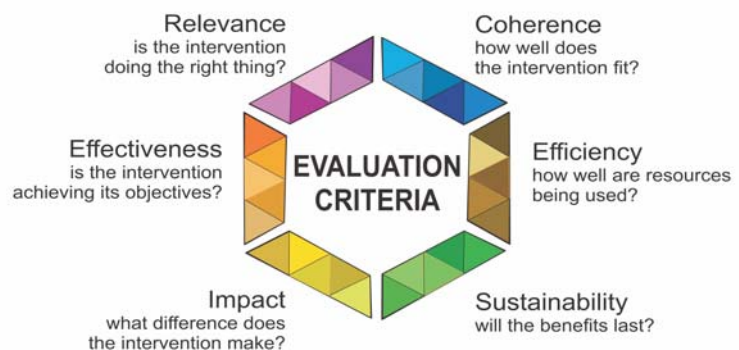 Relevance
is the intervention
doing the right thing?
Coherence
how well does
the intervention fit?
Effectiveness
is the intervention
achieving its objectives?
EVALUATION
CRITERIA
Efficiency
how well are resources
being used?
Impact
what difference does
the intervention make?
Sustainability
will the benefits last?